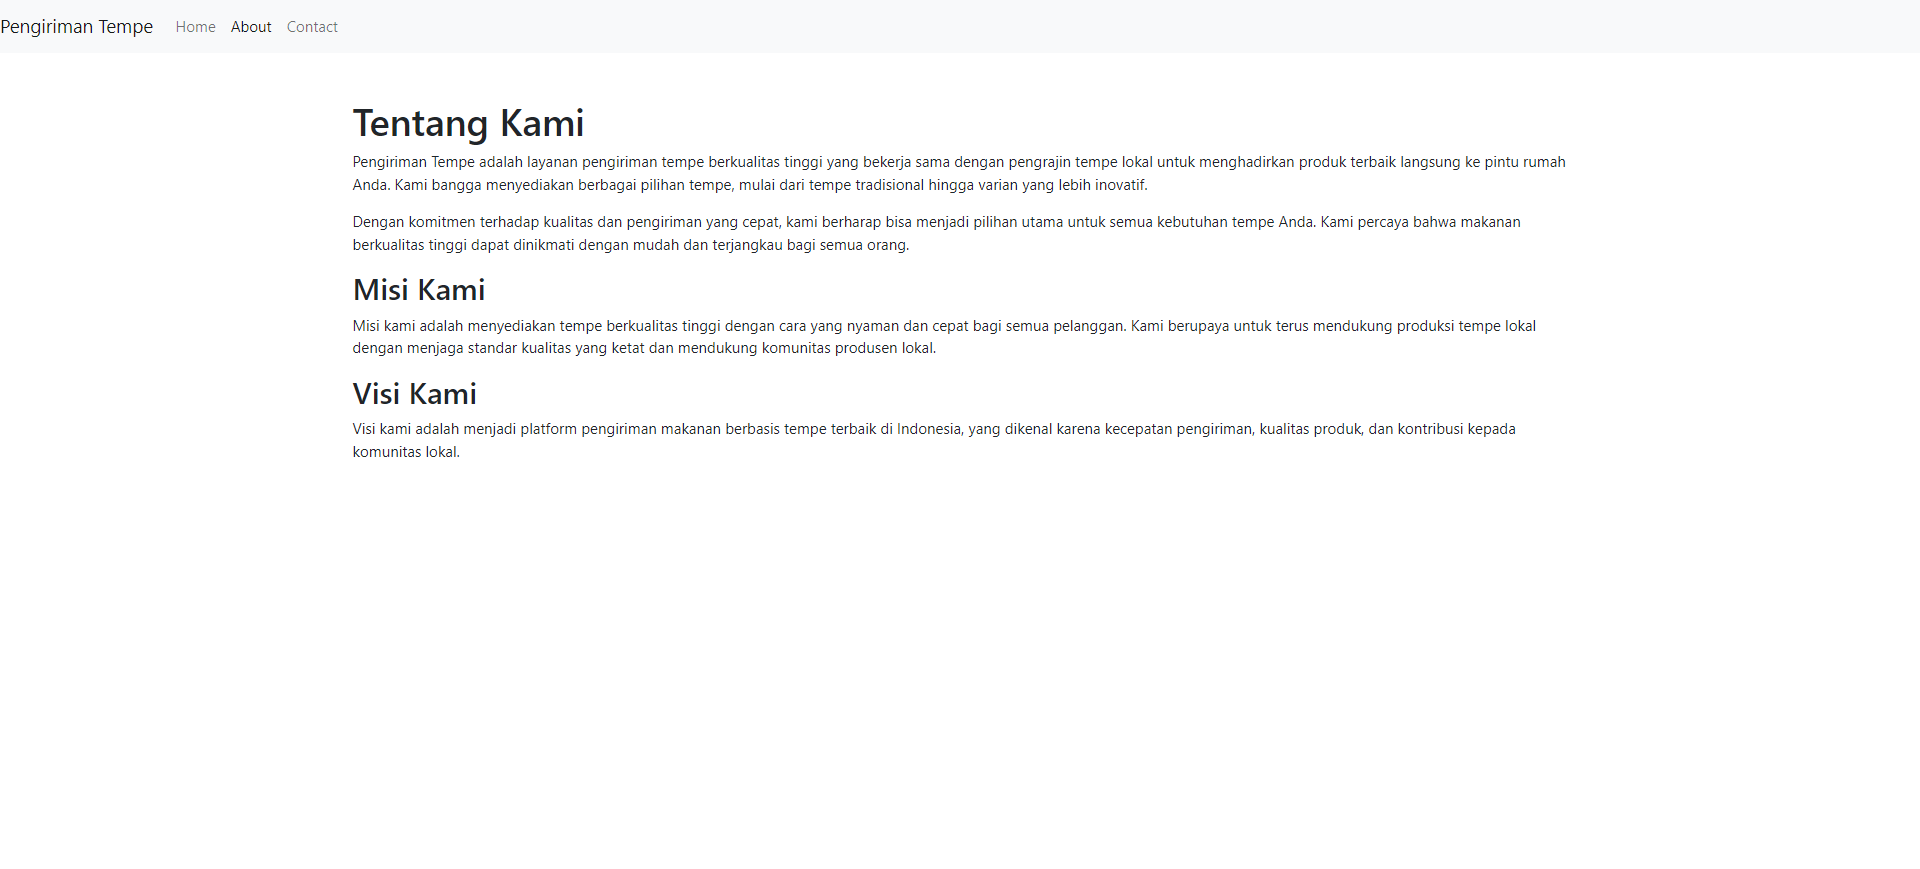 Pengiriman Tempe Home About Contact
Tentang Kami
Pengiriman Tempe adalah layanan pengiriman tempe berkualitas tinggi yang bekerja sama dengan pengrajin tempe lokal untuk menghadirkan produk terbaik langsung ke pintu rumah
Anda. Kami bangga menyediakan berbagai pilihan tempe, mulai dari tempe tradisional hingga varian yang lebih inovatif.
Dengan komitmen terhadap kualitas dan pengiriman yang cepat, kami berharap bisa menjadi pilihan utama untuk semua kebutuhan tempe Anda. Kami percaya bahwa makanan
berkualitas tinggi dapat dinikmati dengan mudah dan terjangkau bagi semua orang.
Misi Kami
Misi kami adalah menyediakan tempe berkualitas tinggi dengan cara yang nyaman dan cepat bagi semua pelanggan. Kami berupaya untuk terus mendukung produksi tempe lokal
dengan menjaga standar kualitas yang ketat dan mendukung komunitas produsen lokal.
Visi Kami
Visi kami adalah menjadi platform pengiriman makanan berbasis tempe terbaik di Indonesia, yang dikenal karena kecepatan pengiriman, kualitas produk, dan kontribusi kepada
komunitas lokal.